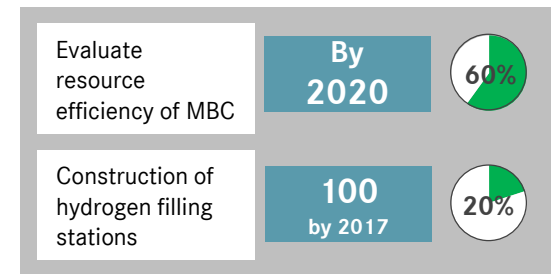 Evaluate
resource
efficiency of MBC
By
2020
60%
Construction of
hydrogen filling
stations
100
by 2017
20%